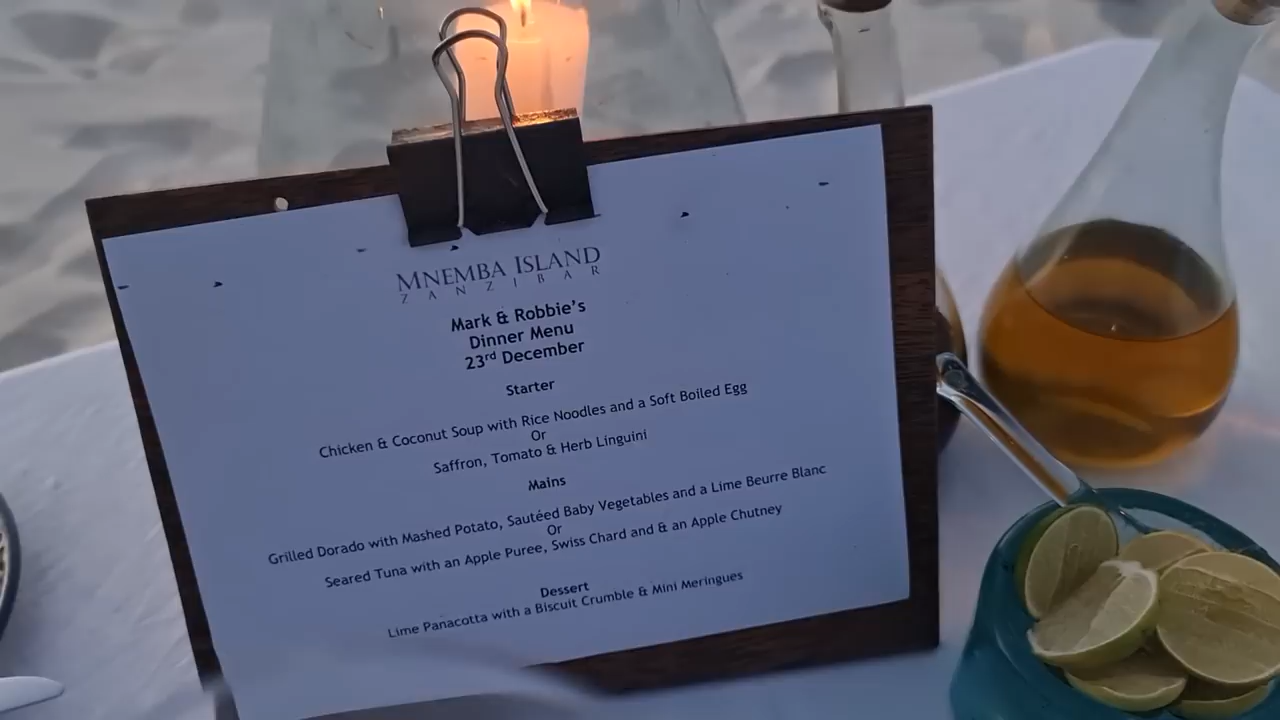 MNEMBA ISLAND
ZANZIBAR
Mark & Robbie's
Dinner Menu
23rd December
Starter
Chicken & Coconut Soup with Rice Noodles and a Soft Boiled Egg
Or
Saffron, Tomato & Herb Linguini
Mains
Grilled Dorado with Mashed Potato, Sautéed Baby Vegetables and a Lime Beurre Blanc
Or
Seared Tuna with an Apple Puree, Swiss Chard and & an Apple Chutney
Dessert
Lime Panacotta with a Biscuit Crumble & Mini Meringues